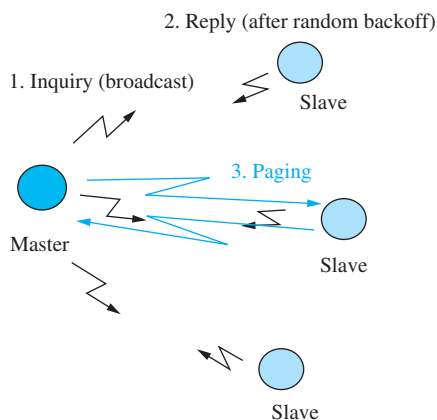 2. Reply (after random backoff)
1. Inquiry (broadcast)
Slave
3. Paging
Master
Slave
Slave